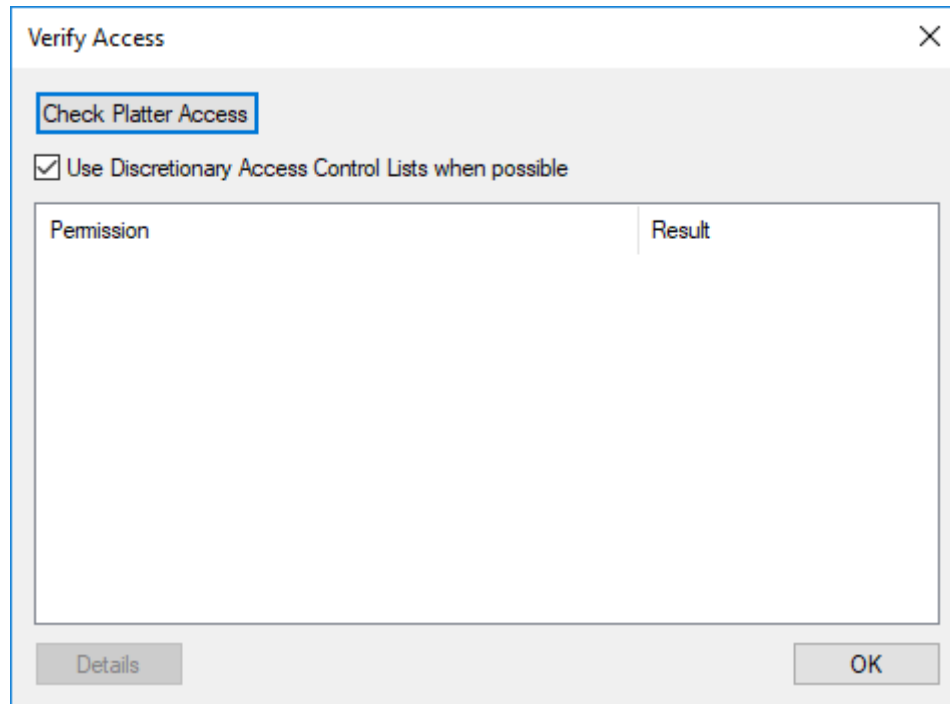 Verify Access
Check Platter Access
Use Discretionary Access Control Lists when possible
Permission Result
Details OK